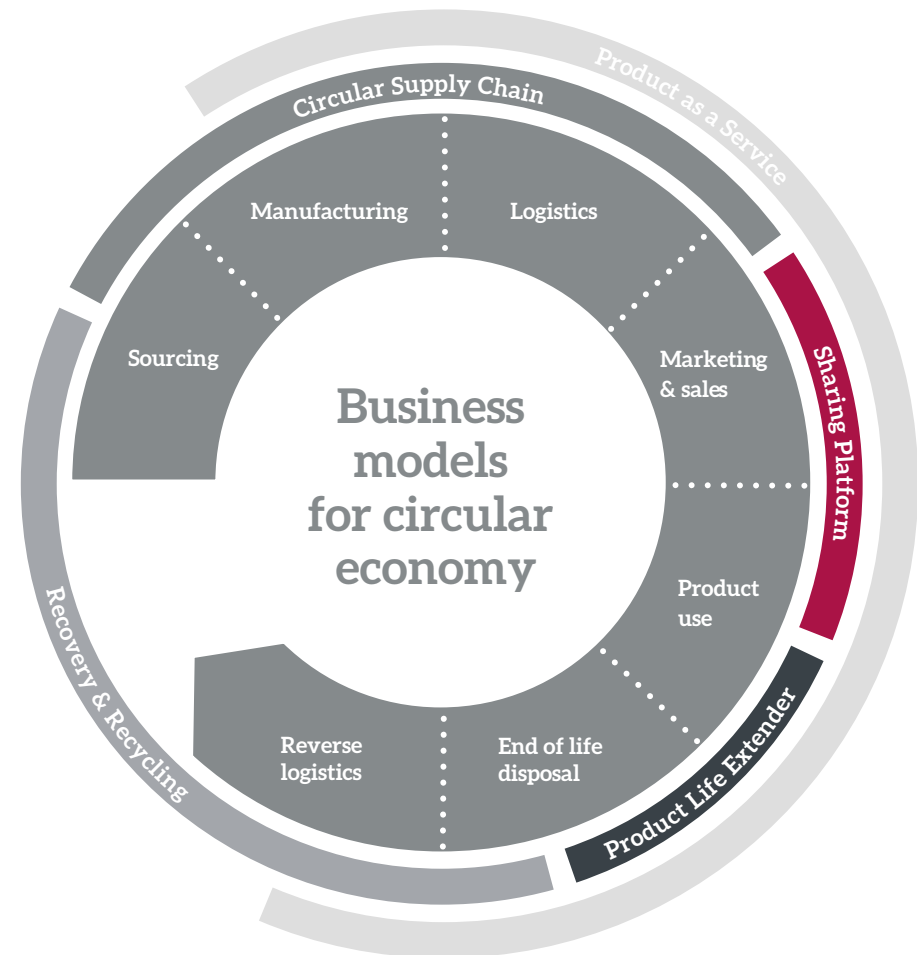 Product as a Service
Circular Supply Chain
Manufacturing
Logistics
Sourcing
Marketing
& sales
Sharing Platform
Business
models
for circular
economy
Product
use
Recovery & Recycling
Reverse
logistics
End of life
disposal
Product Life Extender